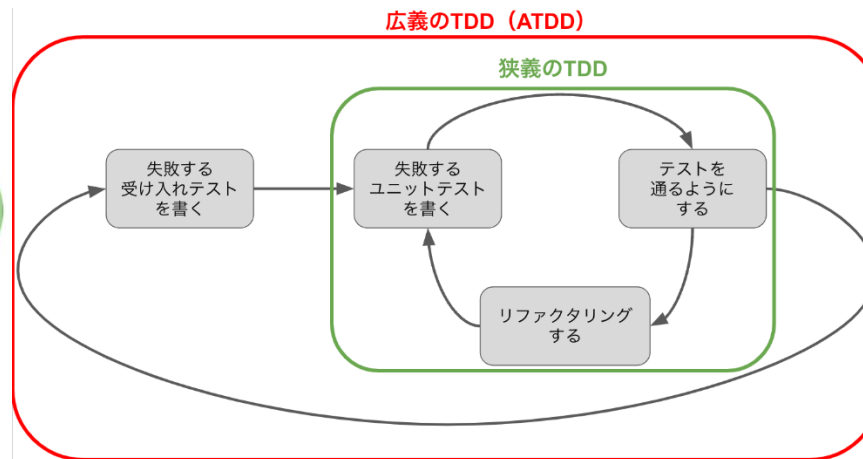 広義のTDD（ATDD）
狭義のTDD
失敗する
受け入れテスト
を書く
失敗する
ユニットテスト
を書く
テストを
通るように
する
リファクタリング
する